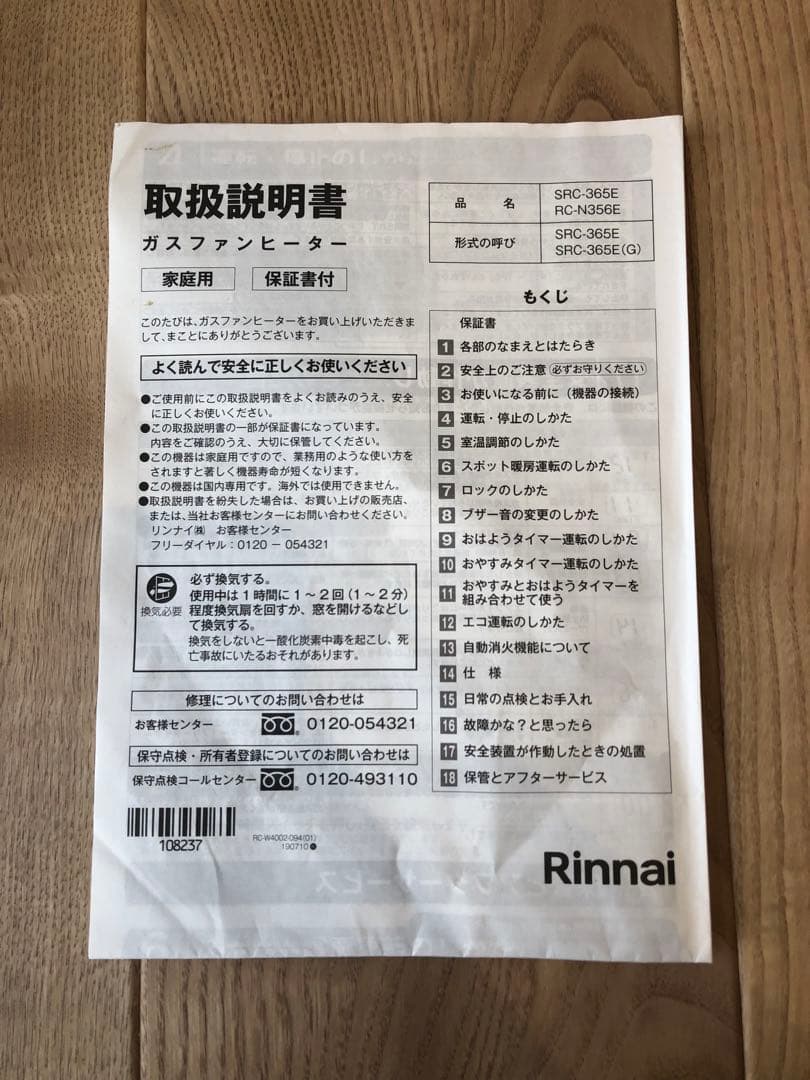 取扱説明書
ガスファンヒーター
家庭用 保証書付
このたびは、ガスファンヒーターをお買い上げいただきま
して、まことにありがとうございます。
よく読んで安全に正しくお使いください
●ご使用前にこの取扱説明書をよくお読みのうえ、安全
に正しくお使いください。
●この取扱説明書の一部が保証書になっています。
内容をご確認のうえ、大切に保管してください。
●この機器は家庭用ですので、業務用のような使い方を
されますと著しく機器寿命が短くなります。
●この機器は国内専用です。海外では使用できません。
●取扱説明書を紛失した場合は、お買い上げの販売店、
または、当社お客様センターにお問い合わせください。
リンナイ㈱ お客様センター
フリーダイヤル:0120－054321
換気必要
必ず換気する。
使用中は1時間に1～2回(1～2分)
程度換気扇を回すか、窓を開けるなどし
て換気する。
換気をしないと一酸化炭素中毒を起こし、死
亡事故にいたるおそれがあります。
修理についてのお問い合わせは
お客様センター 0120-054321
保守点検・所有者登録についてのお問い合わせは
保守点検コールセンター 0120-493110
108237
RC-W4002-094(01)
190710●
品名 SRC-365E
RC-N356E
形式の呼び SRC-365E
SRC-365E(G)
もくじ
保証書
1 各部のなまえとはたらき
2 安全上のご注意(必ずお守りください)
3 お使いになる前に(機器の接続)
4 運転・停止のしかた
5 室温調節のしかた
6 スポット暖房運転のしかた
7 ロックのしかた
8 ブザー音の変更のしかた
9 おはようタイマー運転のしかた
10 おやすみタイマー運転のしかた
11 おやすみとおはようタイマーを
組み合わせて使う
12 エコ運転のしかた
13 自動消火機能について
14 仕様
15 日常の点検とお手入れ
16 故障かな?と思ったら
17 安全装置が作動したときの処置
18 保管とアフターサービス
Rinnai